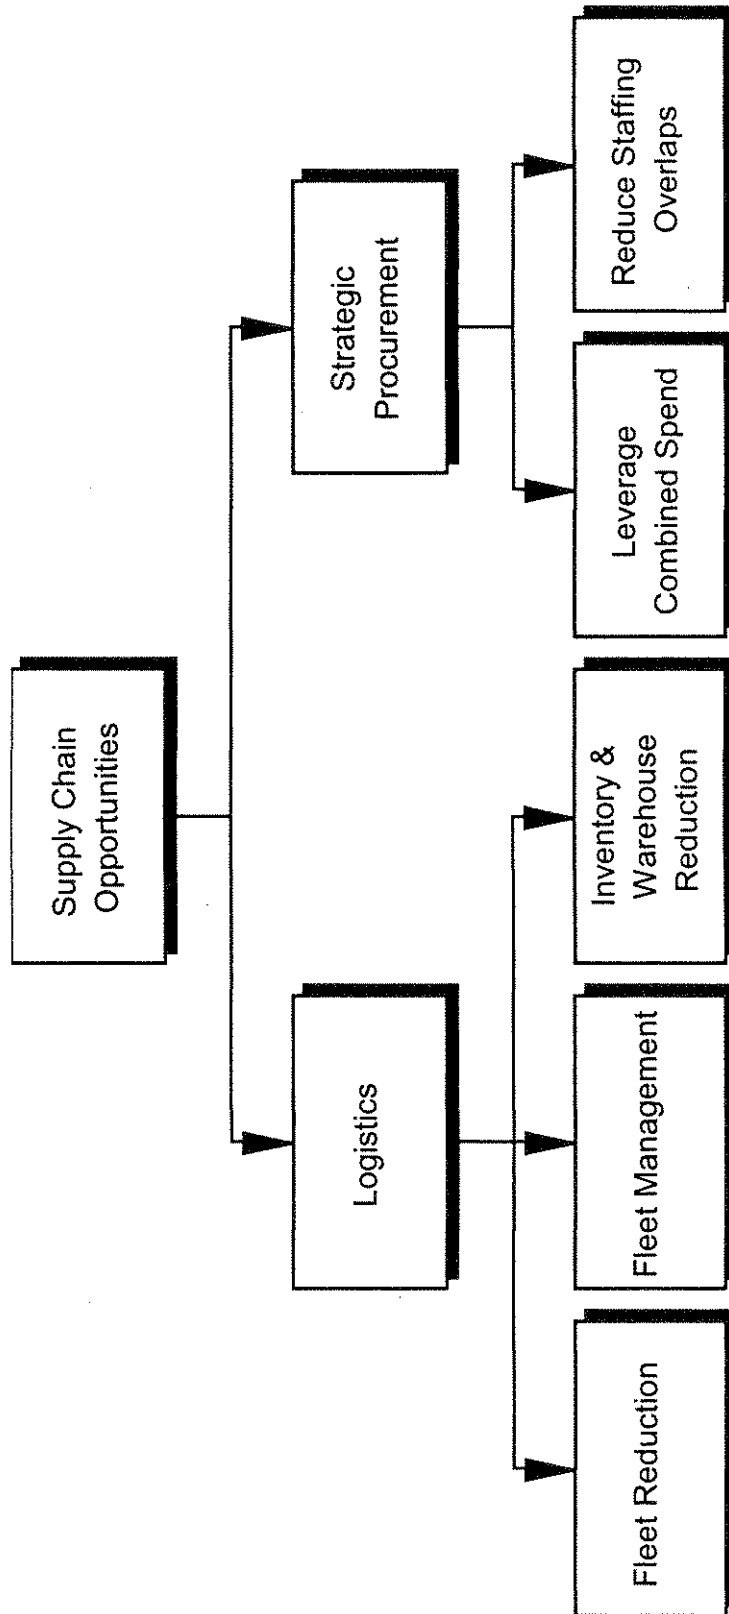 Supply Chain
Opportunities
Logistics
Strategic
Procurement
Fleet Reduction
Fleet Management
Inventory &
Warehouse
Reduction
Leverage
Combined Spend
Reduce Staffing
Overlaps